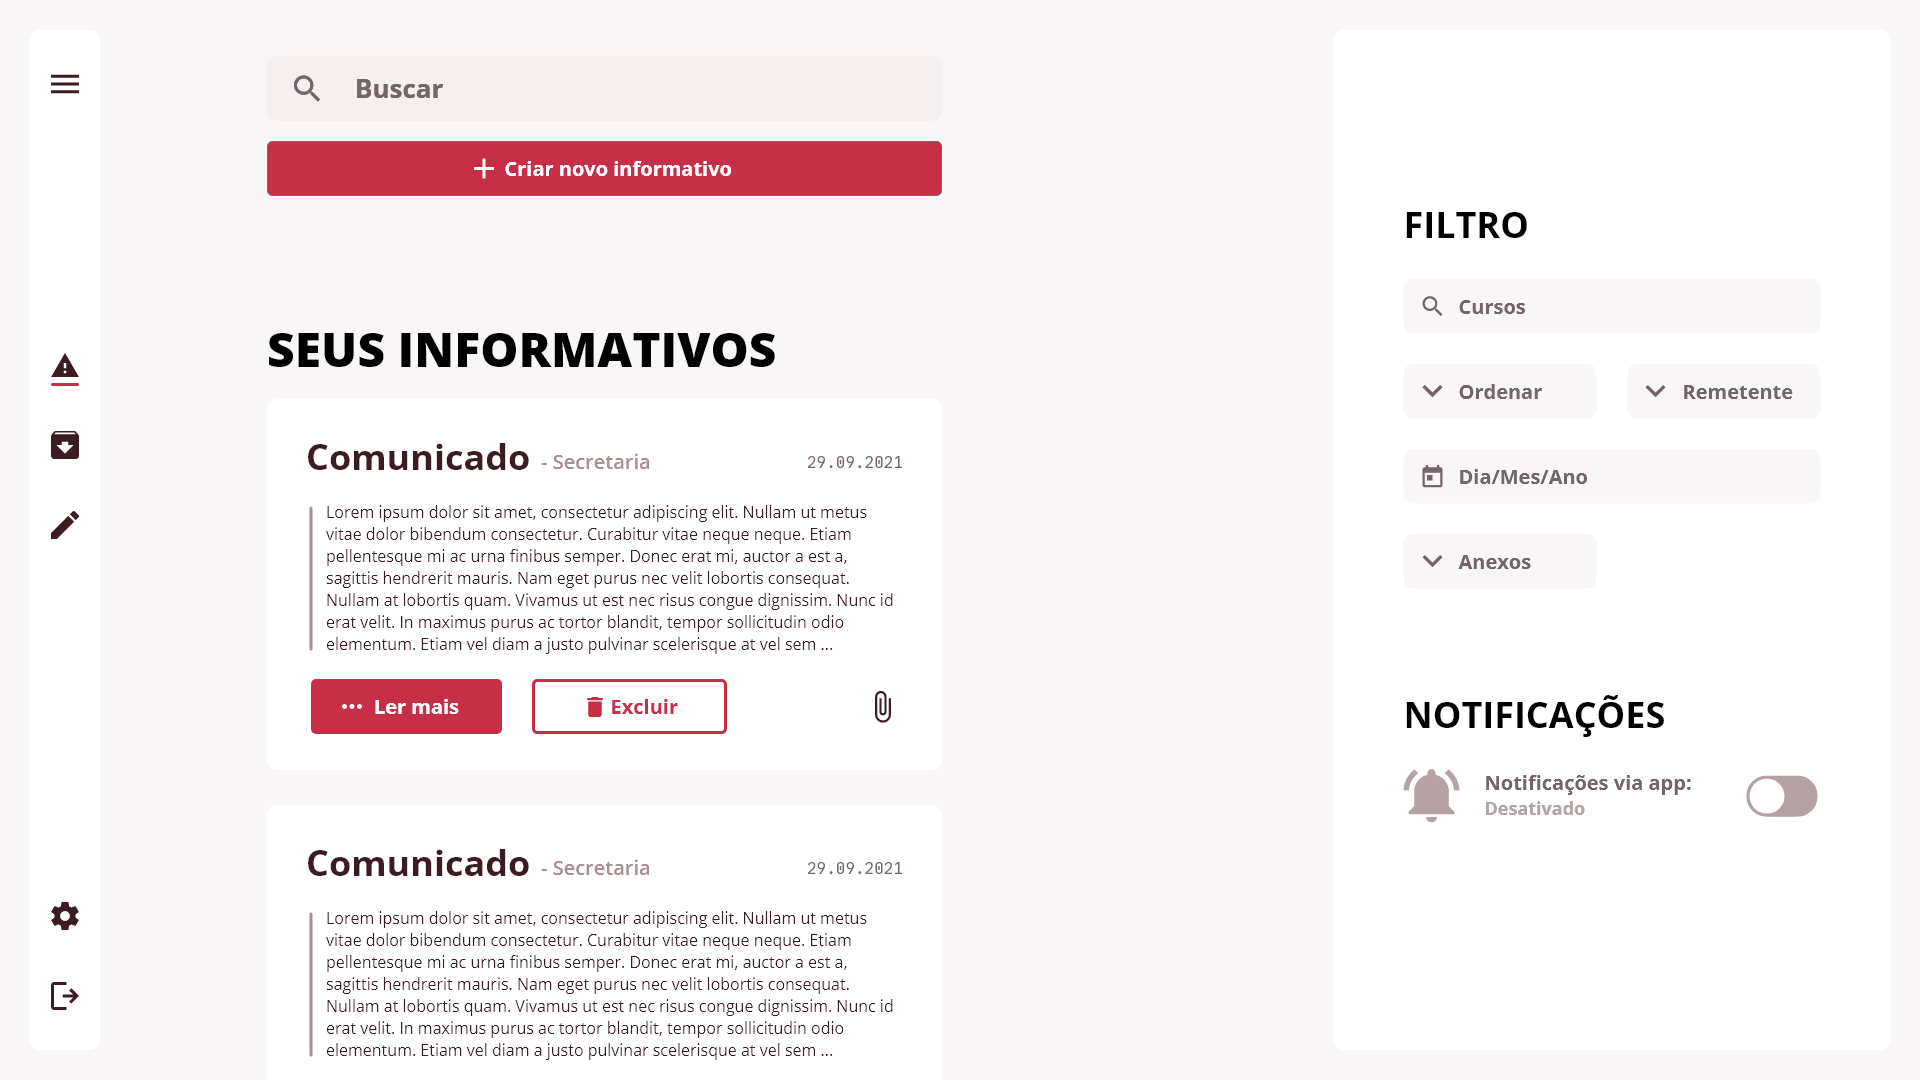 Buscar
Criar novo informativo
SEUS INFORMATIVOS
Comunicado - Secretaria 29.09.2021
Lorem ipsum dolor sit amet, consectetur adipiscing elit. Nullam ut metus
vitae dolor bibendum consectetur. Curabitur vitae neque neque. Etiam
pellentesque mi ac urna finibus semper. Donec erat mi, auctor a est a,
sagittis hendrerit mauris. Nam eget purus nec velit lobortis consequat.
Nullam at lobortis quam. Vivamus ut est nec risus congue dignissim. Nunc id
erat velit. In maximus purus ac tortor blandit, tempor sollicitudin odio
elementum. Etiam vel diam a justo pulvinar scelerisque at vel sem ...
Ler mais
Excluir
Comunicado - Secretaria 29.09.2021
Lorem ipsum dolor sit amet, consectetur adipiscing elit. Nullam ut metus
vitae dolor bibendum consectetur. Curabitur vitae neque neque. Etiam
pellentesque mi ac urna finibus semper. Donec erat mi, auctor a est a,
sagittis hendrerit mauris. Nam eget purus nec velit lobortis consequat.
Nullam at lobortis quam. Vivamus ut est nec risus congue dignissim. Nunc id
erat velit. In maximus purus ac tortor blandit, tempor sollicitudin odio
elementum. Etiam vel diam a justo pulvinar scelerisque at vel sem ...
FILTRO
Cursos
Ordenar
Remetente
Dia/Mes/Ano
Anexos
NOTIFICAÇÕES
Notificações via app:
Desativado